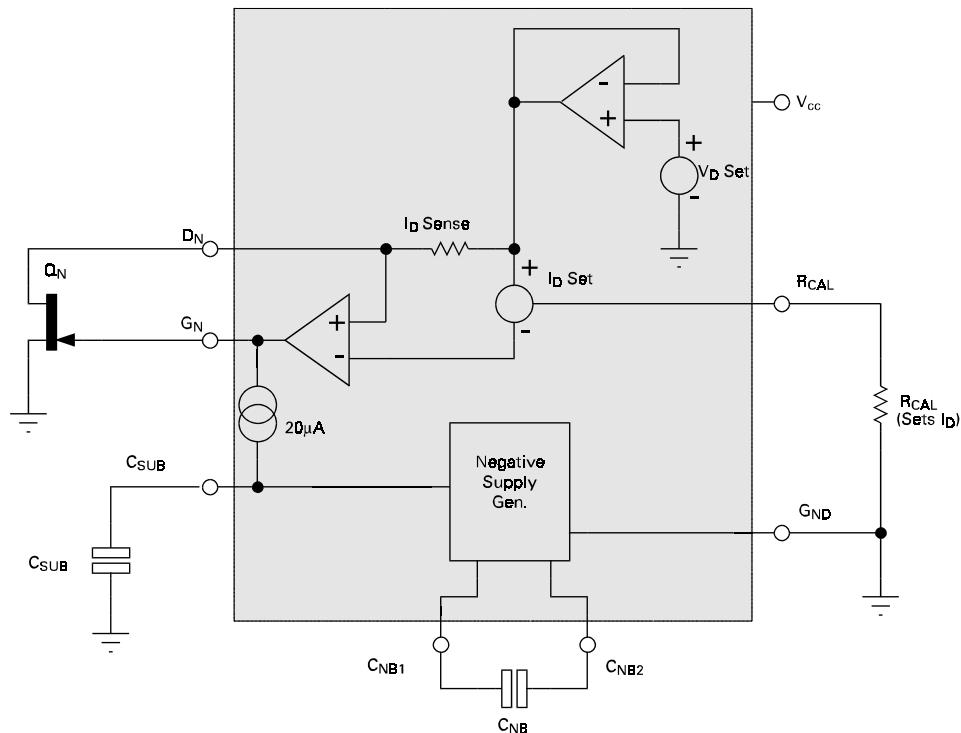 Vcc
+
-
VD Set
+
-
ID Sense
DN
QN
+
ID Set
-
RCAL
GN
+
-
20µA
RCAL
(Sets ID)
CSUB
Negative
Supply
Gen.
GND
CSUB
CNB1
CNB2
CNB